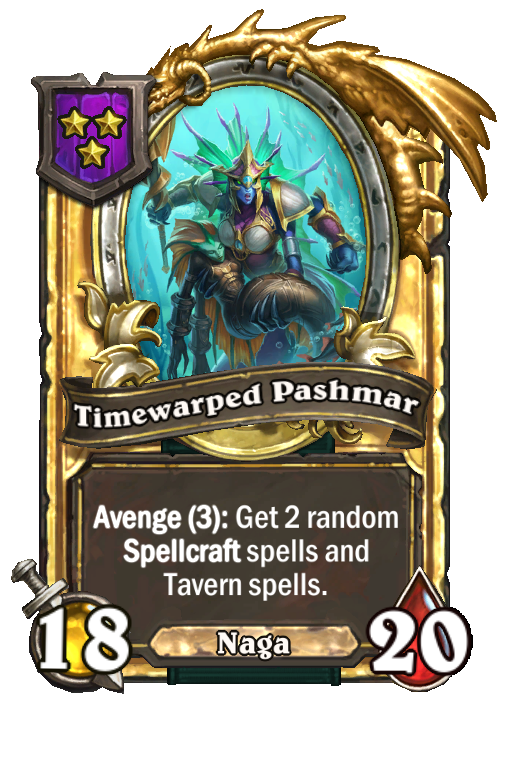 Timewarped Pashmar
Avenge (3): Get 2 random
Spellcraft spells and
Tavern spells.
18
Naga
20